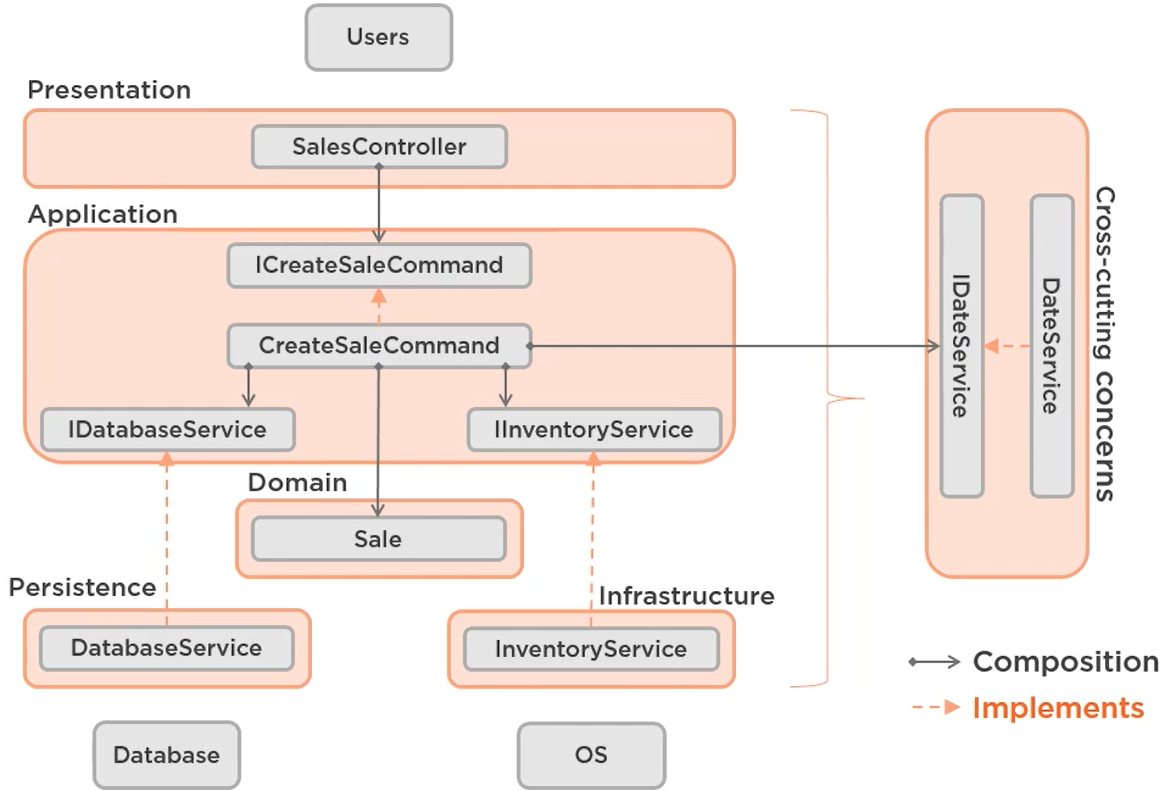 Users
Presentation
SalesController
Application
ICreateSaleCommand
CreateSaleCommand
IDatabaseService
IInventoryService
Domain
Sale
Persistence
DatabaseService
Infrastructure
InventoryService
Database
OS
IDateService
DateService
Cross-cutting concerns
Composition
Implements